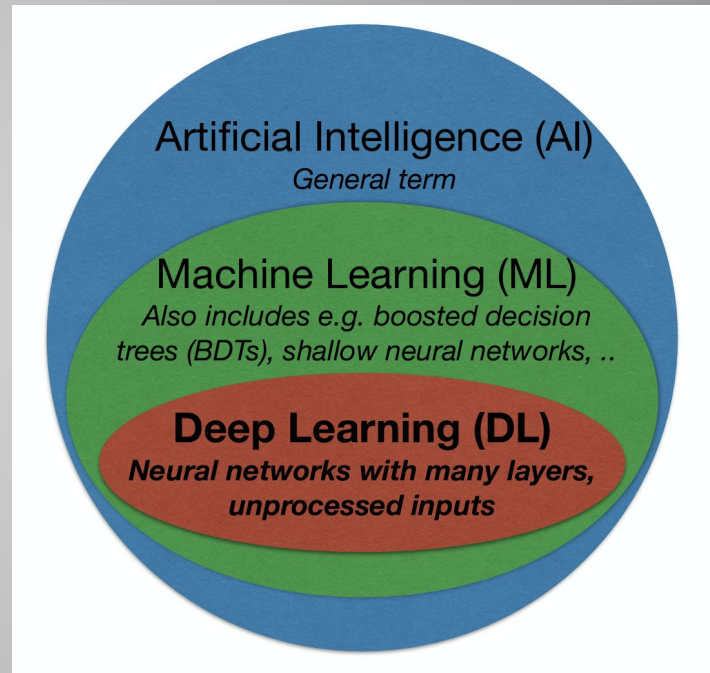 Artificial Intelligence (AI)
General term
Machine Learning (ML)
Also includes e.g. boosted decision
trees (BDTs), shallow neural networks, ..
Deep Learning (DL)
Neural networks with many layers,
unprocessed inputs